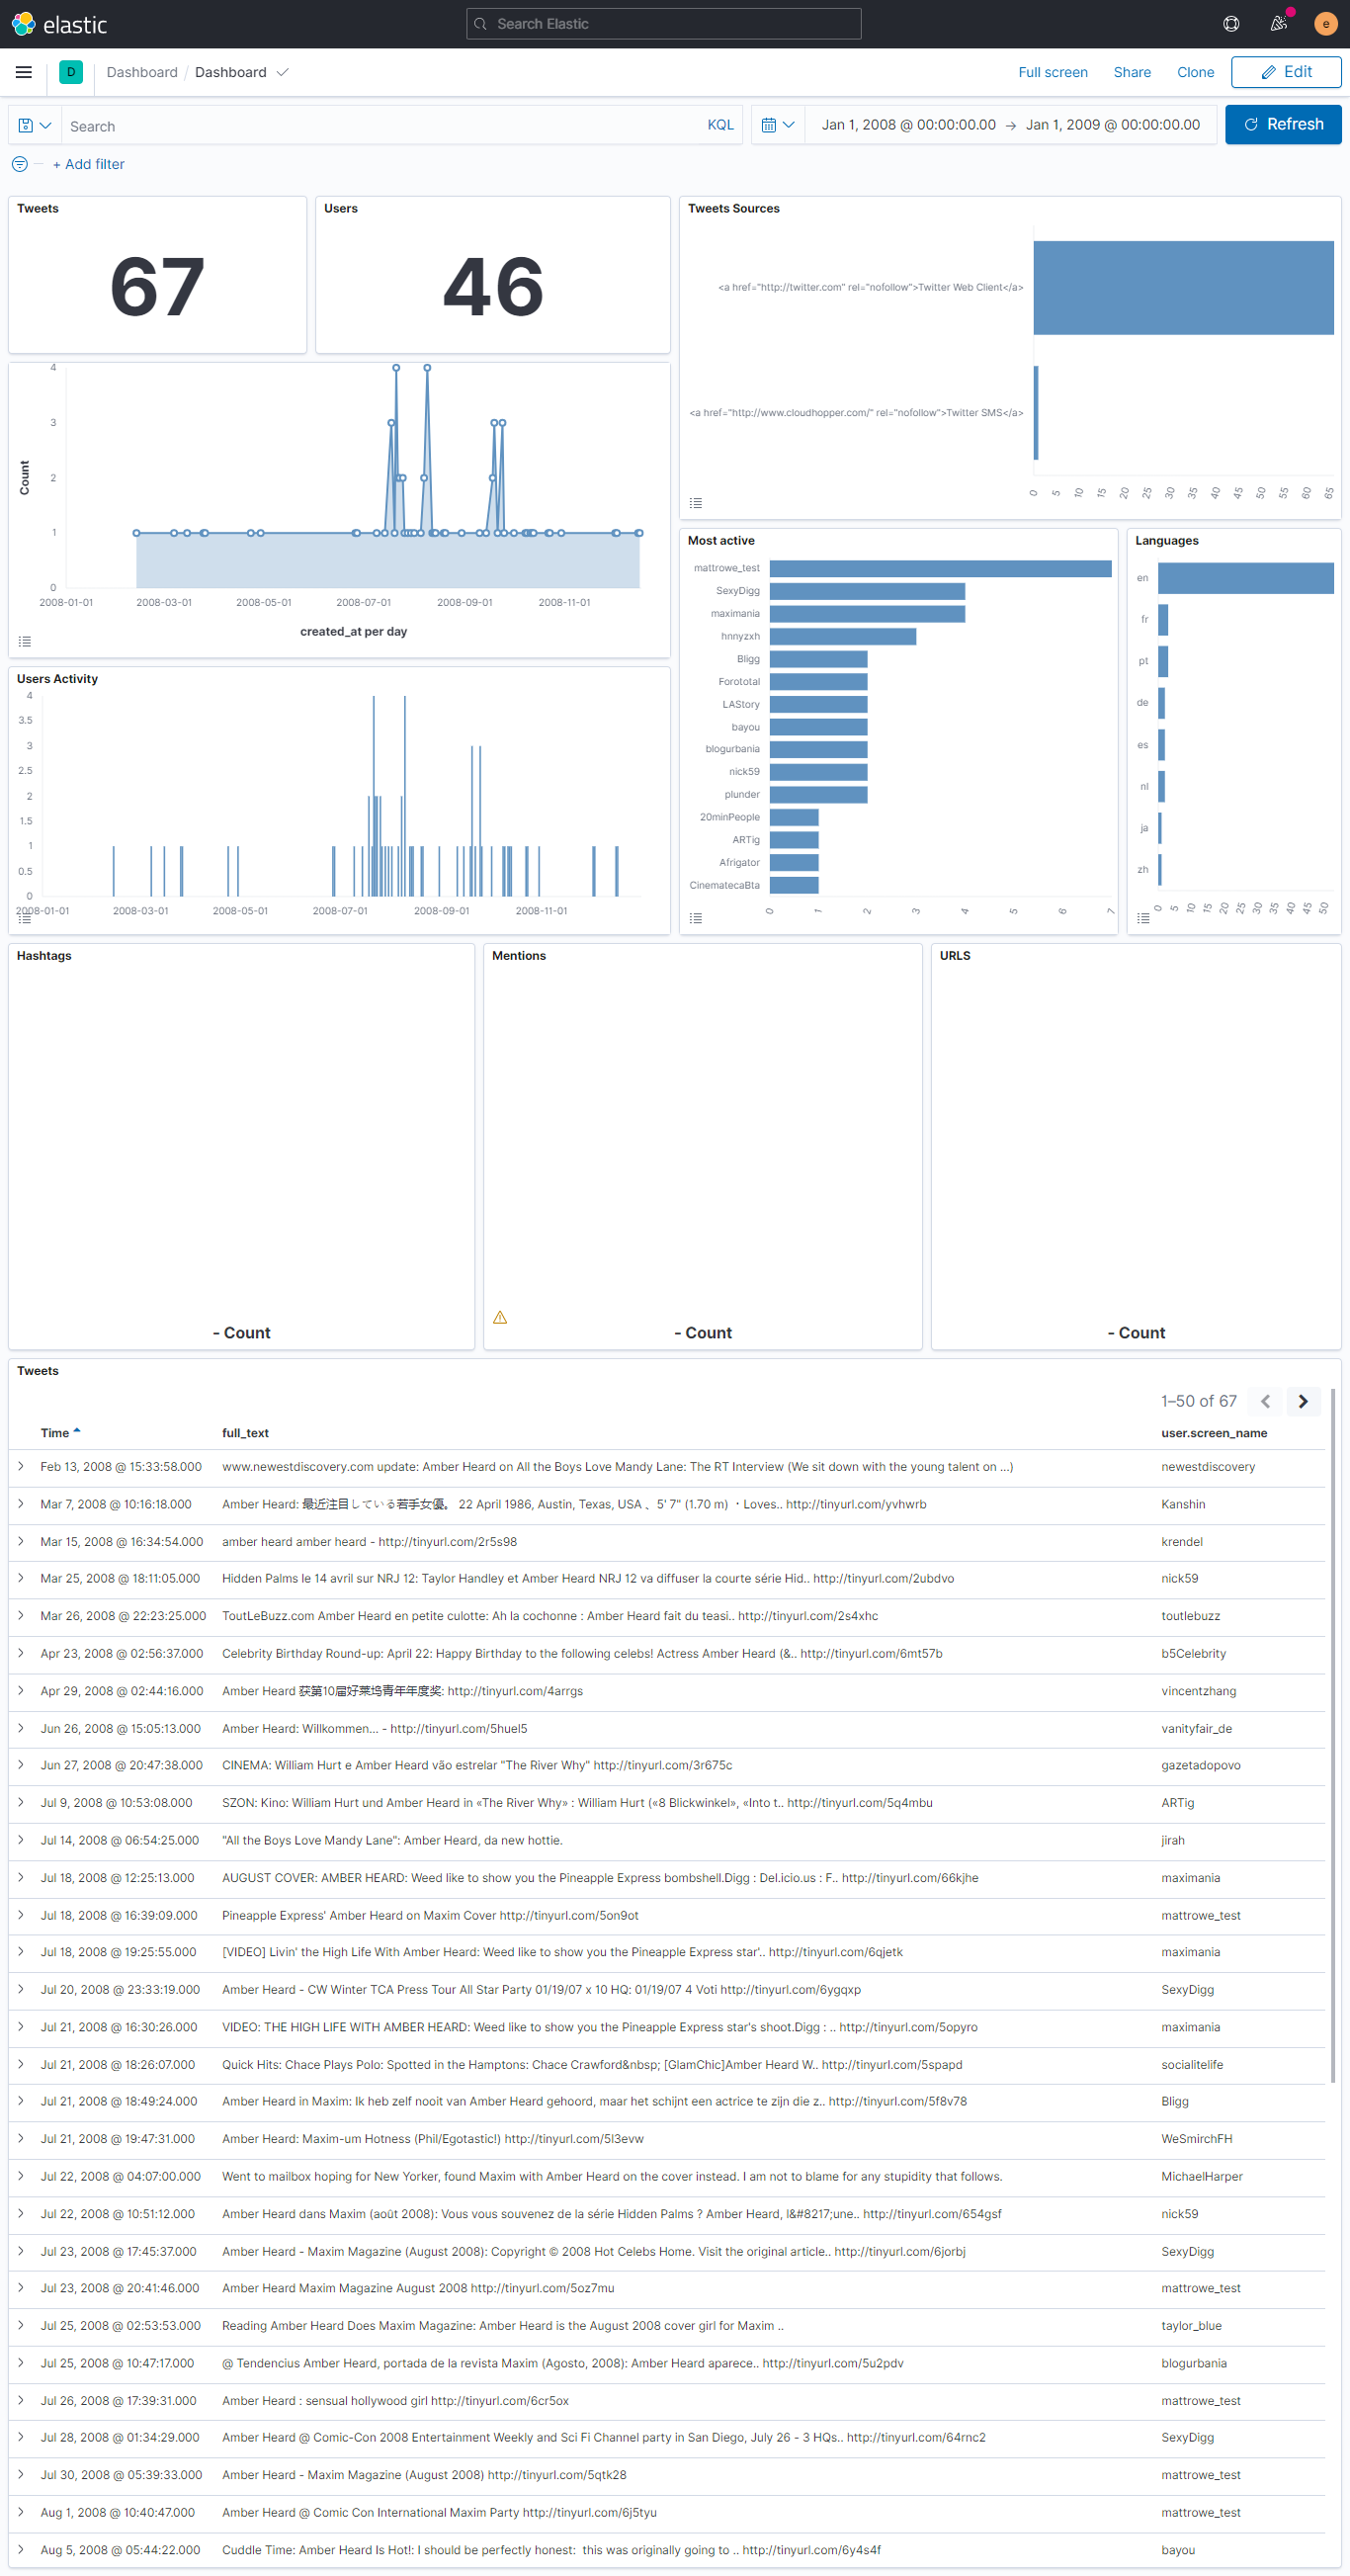 elastic
Search Elastic
e
D
Dashboard / Dashboard
Full screen
Share
Clone
Edit
Search
KQL
Jan 1, 2008 @ 00:00:00.00 → Jan 1, 2009 @ 00:00:00.00
Refresh
+ Add filter
Tweets
67
Users
46
Tweets Sources
<a href="http://twitter.com" rel="nofollow">Twitter Web Client</a>
<a href="http://www.cloudhopper.com/" rel="nofollow">Twitter SMS</a>
0 5 10 15 20 25 30 35 40 45 50 55 60 65
Count
4
3
2
1
0
2008-01-01 2008-03-01 2008-05-01 2008-07-01 2008-09-01 2008-11-01
created_at per day
Users Activity
4
3.5
3
2.5
2
1.5
1
0.5
0
2008-01-01 2008-03-01 2008-05-01 2008-07-01 2008-09-01 2008-11-01
Most active
mattrowe_test
SexyDigg
maximania
hnnyzxh
Bligg
Forototal
LAStory
bayou
blogurbania
nick59
plunder
20minPeople
ARTig
Afrigator
CinematecaBta
0 1 2 3 4 5 6 7
Languages
en
fr
pt
de
es
nl
ja
zh
0 5 10 15 20 25 30 35 40 45 50
Hashtags
- Count
Mentions
- Count
URLS
- Count
Tweets
1–50 of 67
Time full_text user.screen_name
Feb 13, 2008 @ 15:33:58.000 www.newestdiscovery.com update: Amber Heard on All the Boys Love Mandy Lane: The RT Interview (We sit down with the young talent on ...) newestdiscovery
Mar 7, 2008 @ 10:16:18.000 Amber Heard: 最近注目している若手女優。 22 April 1986, Austin, Texas, USA 、5' 7" (1.70 m) ・Loves.. http://tinyurl.com/yvhwrb Kanshin
Mar 15, 2008 @ 16:34:54.000 amber heard amber heard - http://tinyurl.com/2r5s98 krendel
Mar 25, 2008 @ 18:11:05.000 Hidden Palms le 14 avril sur NRJ 12: Taylor Handley et Amber Heard NRJ 12 va diffuser la courte série Hid.. http://tinyurl.com/2ubdvo nick59
Mar 26, 2008 @ 22:23:25.000 ToutLeBuzz.com Amber Heard en petite culotte: Ah la cochonne : Amber Heard fait du teasi.. http://tinyurl.com/2s4xhc toutlebuzz
Apr 23, 2008 @ 02:56:37.000 Celebrity Birthday Round-up: April 22: Happy Birthday to the following celebs! Actress Amber Heard (&.. http://tinyurl.com/6mt57b b5Celebrity
Apr 29, 2008 @ 02:44:16.000 Amber Heard 获第10届好莱坞青年年度奖: http://tinyurl.com/4arrgs vincentzhang
Jun 26, 2008 @ 15:05:13.000 Amber Heard: Willkommen... - http://tinyurl.com/5huel5 vanityfair_de
Jun 27, 2008 @ 20:47:38.000 CINEMA: William Hurt e Amber Heard vão estrelar "The River Why" http://tinyurl.com/3r675c gazetadopovo
Jul 9, 2008 @ 10:53:08.000 SZON: Kino: William Hurt und Amber Heard in «The River Why» : William Hurt («8 Blickwinkel», «Into t.. http://tinyurl.com/5q4mbu ARTig
Jul 14, 2008 @ 06:54:25.000 "All the Boys Love Mandy Lane": Amber Heard, da new hottie. jirah
Jul 18, 2008 @ 12:25:13.000 AUGUST COVER: AMBER HEARD: Weed like to show you the Pineapple Express bombshell.Digg : Del.icio.us : F.. http://tinyurl.com/66kjhe maximania
Jul 18, 2008 @ 16:39:09.000 Pineapple Express' Amber Heard on Maxim Cover http://tinyurl.com/5on9ot mattrowe_test
Jul 18, 2008 @ 19:25:55.000 [VIDEO] Livin' the High Life With Amber Heard: Weed like to show you the Pineapple Express star'.. http://tinyurl.com/6qjetk maximania
Jul 20, 2008 @ 23:33:19.000 Amber Heard - CW Winter TCA Press Tour All Star Party 01/19/07 x 10 HQ: 01/19/07 4 Voti http://tinyurl.com/6ygqxp SexyDigg
Jul 21, 2008 @ 16:30:26.000 VIDEO: THE HIGH LIFE WITH AMBER HEARD: Weed like to show you the Pineapple Express star's shoot.Digg : .. http://tinyurl.com/5opyro maximania
Jul 21, 2008 @ 18:26:07.000 Quick Hits: Chace Plays Polo: Spotted in the Hamptons: Chace Crawford&nbsp; [GlamChic]Amber Heard W.. http://tinyurl.com/5spapd socialitelife
Jul 21, 2008 @ 18:49:24.000 Amber Heard in Maxim: Ik heb zelf nooit van Amber Heard gehoord, maar het schijnt een actrice te zijn die z.. http://tinyurl.com/5f8v78 Bligg
Jul 21, 2008 @ 19:47:31.000 Amber Heard: Maxim-um Hotness (Phil/Egotastic!) http://tinyurl.com/5l3evw WeSmirchFH
Jul 22, 2008 @ 04:07:00.000 Went to mailbox hoping for New Yorker, found Maxim with Amber Heard on the cover instead. I am not to blame for any stupidity that follows. MichaelHarper
Jul 22, 2008 @ 10:51:12.000 Amber Heard dans Maxim (août 2008): Vous vous souvenez de la série Hidden Palms ? Amber Heard, l&#8217;une.. http://tinyurl.com/654gsf nick59
Jul 23, 2008 @ 17:45:37.000 Amber Heard - Maxim Magazine (August 2008): Copyright © 2008 Hot Celebs Home. Visit the original article.. http://tinyurl.com/6jorbj SexyDigg
Jul 23, 2008 @ 20:41:46.000 Amber Heard Maxim Magazine August 2008 http://tinyurl.com/5oz7mu mattrowe_test
Jul 25, 2008 @ 02:53:53.000 Reading Amber Heard Does Maxim Magazine: Amber Heard is the August 2008 cover girl for Maxim .. taylor_blue
Jul 25, 2008 @ 10:47:17.000 @ Tendencius Amber Heard, portada de la revista Maxim (Agosto, 2008): Amber Heard aparece.. http://tinyurl.com/5u2pdv blogurbania
Jul 26, 2008 @ 17:39:31.000 Amber Heard : sensual hollywood girl http://tinyurl.com/6cr5ox mattrowe_test
Jul 28, 2008 @ 01:34:29.000 Amber Heard @ Comic-Con 2008 Entertainment Weekly and Sci Fi Channel party in San Diego, July 26 - 3 HQs.. http://tinyurl.com/64rnc2 SexyDigg
Jul 30, 2008 @ 05:39:33.000 Amber Heard - Maxim Magazine (August 2008) http://tinyurl.com/5qtk28 mattrowe_test
Aug 1, 2008 @ 10:40:47.000 Amber Heard @ Comic Con International Maxim Party http://tinyurl.com/6j5tyu mattrowe_test
Aug 5, 2008 @ 05:44:22.000 Cuddle Time: Amber Heard Is Hot!: I should be perfectly honest: this was originally going to .. http://tinyurl.com/6y4s4f bayou